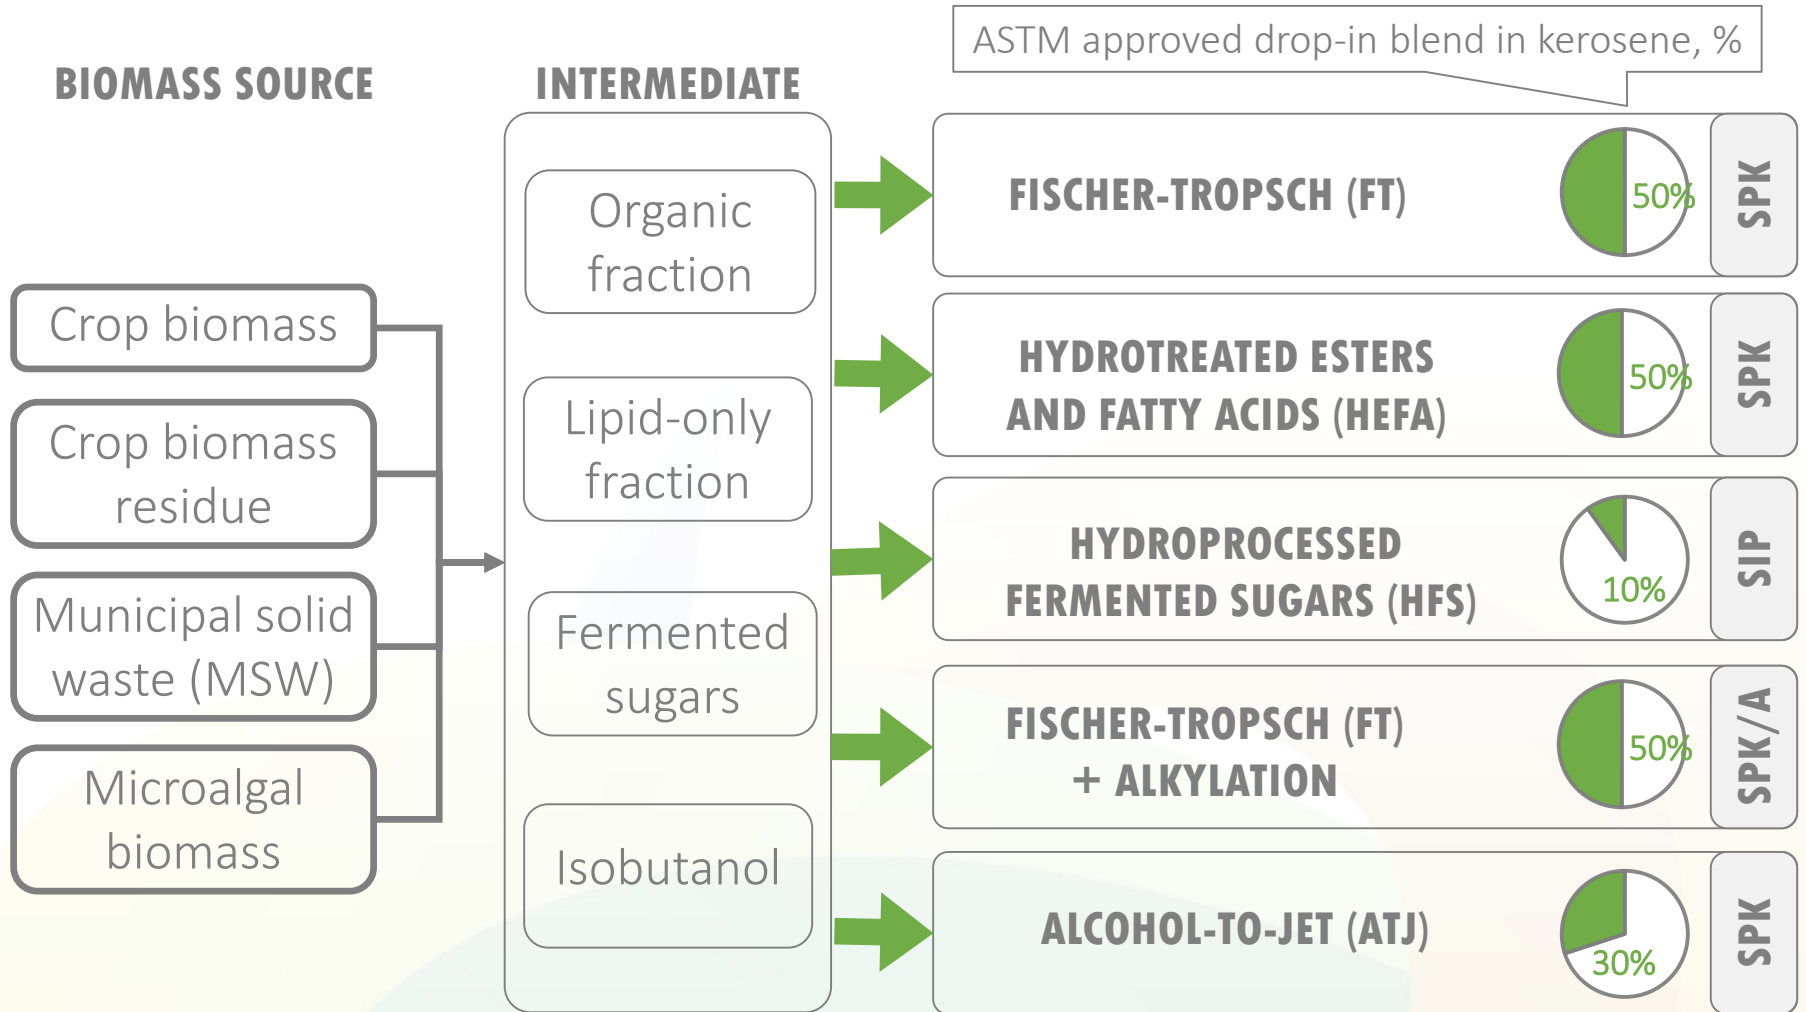 ASTM approved drop-in blend in kerosene, %
BIOMASS SOURCE
INTERMEDIATE
Crop biomass
Crop biomass
residue
Municipal solid
waste (MSW)
Microalgal
biomass
Organic
fraction
Lipid-only
fraction
Fermented
sugars
Isobutanol
FISCHER-TROPSCH (FT)
50%
SPK
HYDROTREATED ESTERS
AND FATTY ACIDS (HEFA)
50%
SPK
HYDROPROCESSED
FERMENTED SUGARS (HFS)
10%
SIP
FISCHER-TROPSCH (FT)
+ ALKYLATION
50%
SPK/A
ALCOHOL-TO-JET (ATJ)
30%
SPK